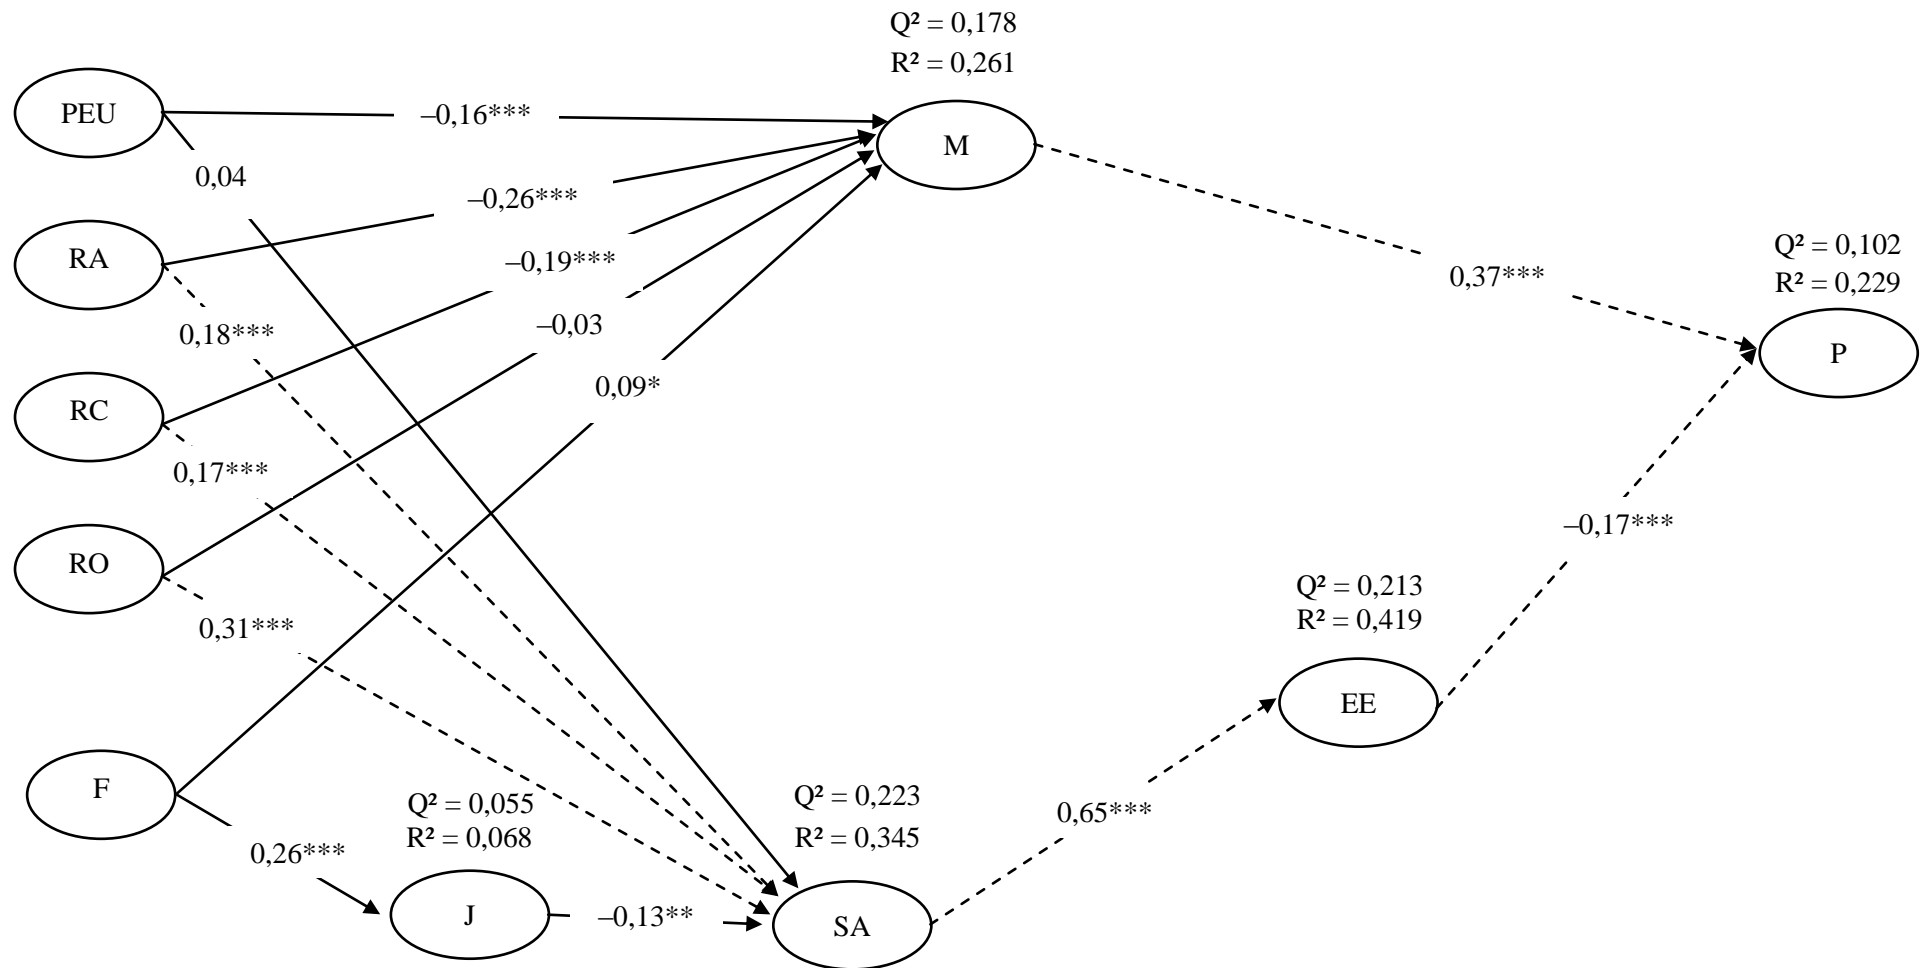 Q² = 0,178
R² = 0,261
PEU
–0,16***
M
0,04
–0,26***
RA
–0,19***
Q² = 0,102
R² = 0,229
0,37***
0,18***
–0,03
P
0,09*
RC
0,17***
–0,17***
RO
0,31***
Q² = 0,213
R² = 0,419
EE
F
Q² = 0,055
R² = 0,068
Q² = 0,223
R² = 0,345
0,65***
0,26***
J
–0,13**
SA